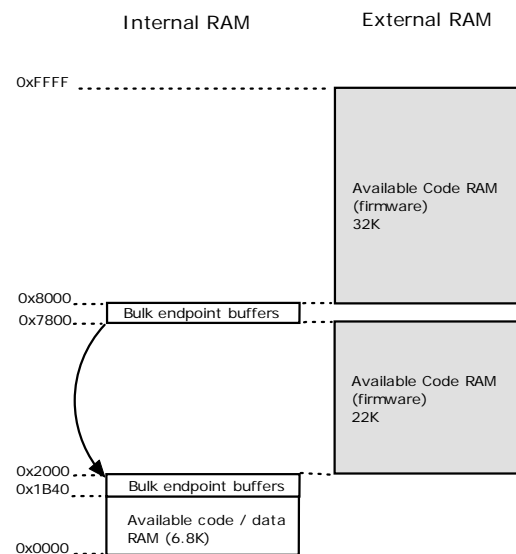 Internal RAM
External RAM
0xFFFF
Available Code RAM
(firmware)
32K
0x8000
0x7800
Bulk endpoint buffers
Available Code RAM
(firmware)
22K
0x2000
0x1B40
Bulk endpoint buffers
Available code / data
RAM (6.8K)
0x0000